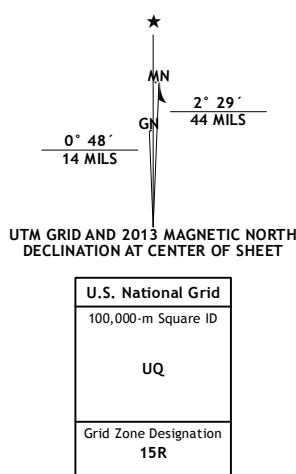 ★
MN
2° 29´
44 MILS
GN
0° 48´
14 MILS
UTM GRID AND 2013 MAGNETIC NORTH
DECLINATION AT CENTER OF SHEET
U.S. National Grid
100,000-m Square ID
UQ
Grid Zone Designation
15R